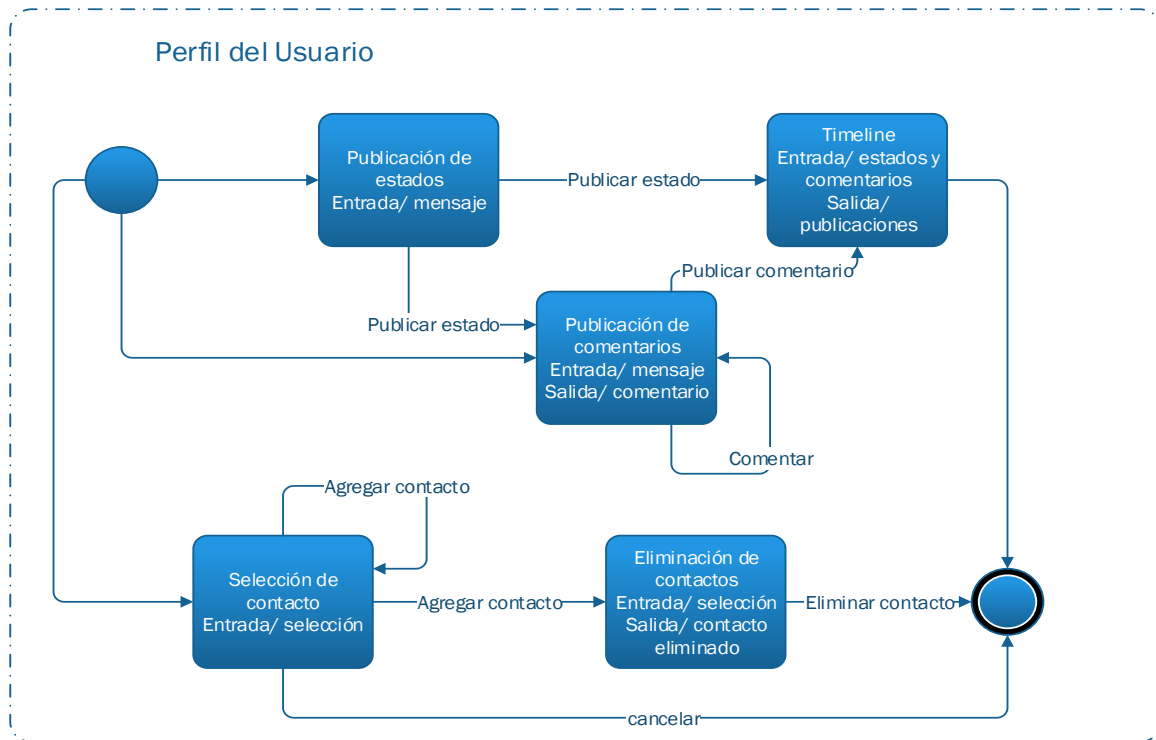 Perfil del Usuario
Publicación de
estados
Entrada/ mensaje
Publicar estado
Timeline
Entrada/ estados y
comentarios
Salida/
publicaciones
Publicar comentario
Publicar estado
Publicación de
comentarios
Entrada/ mensaje
Salida/ comentario
Comentar
Agregar contacto
Selección de
contacto
Entrada/ selección
Agregar contacto
Eliminación de
contactos
Entrada/ selección
Salida/ contacto
eliminado
Eliminar contacto
cancelar